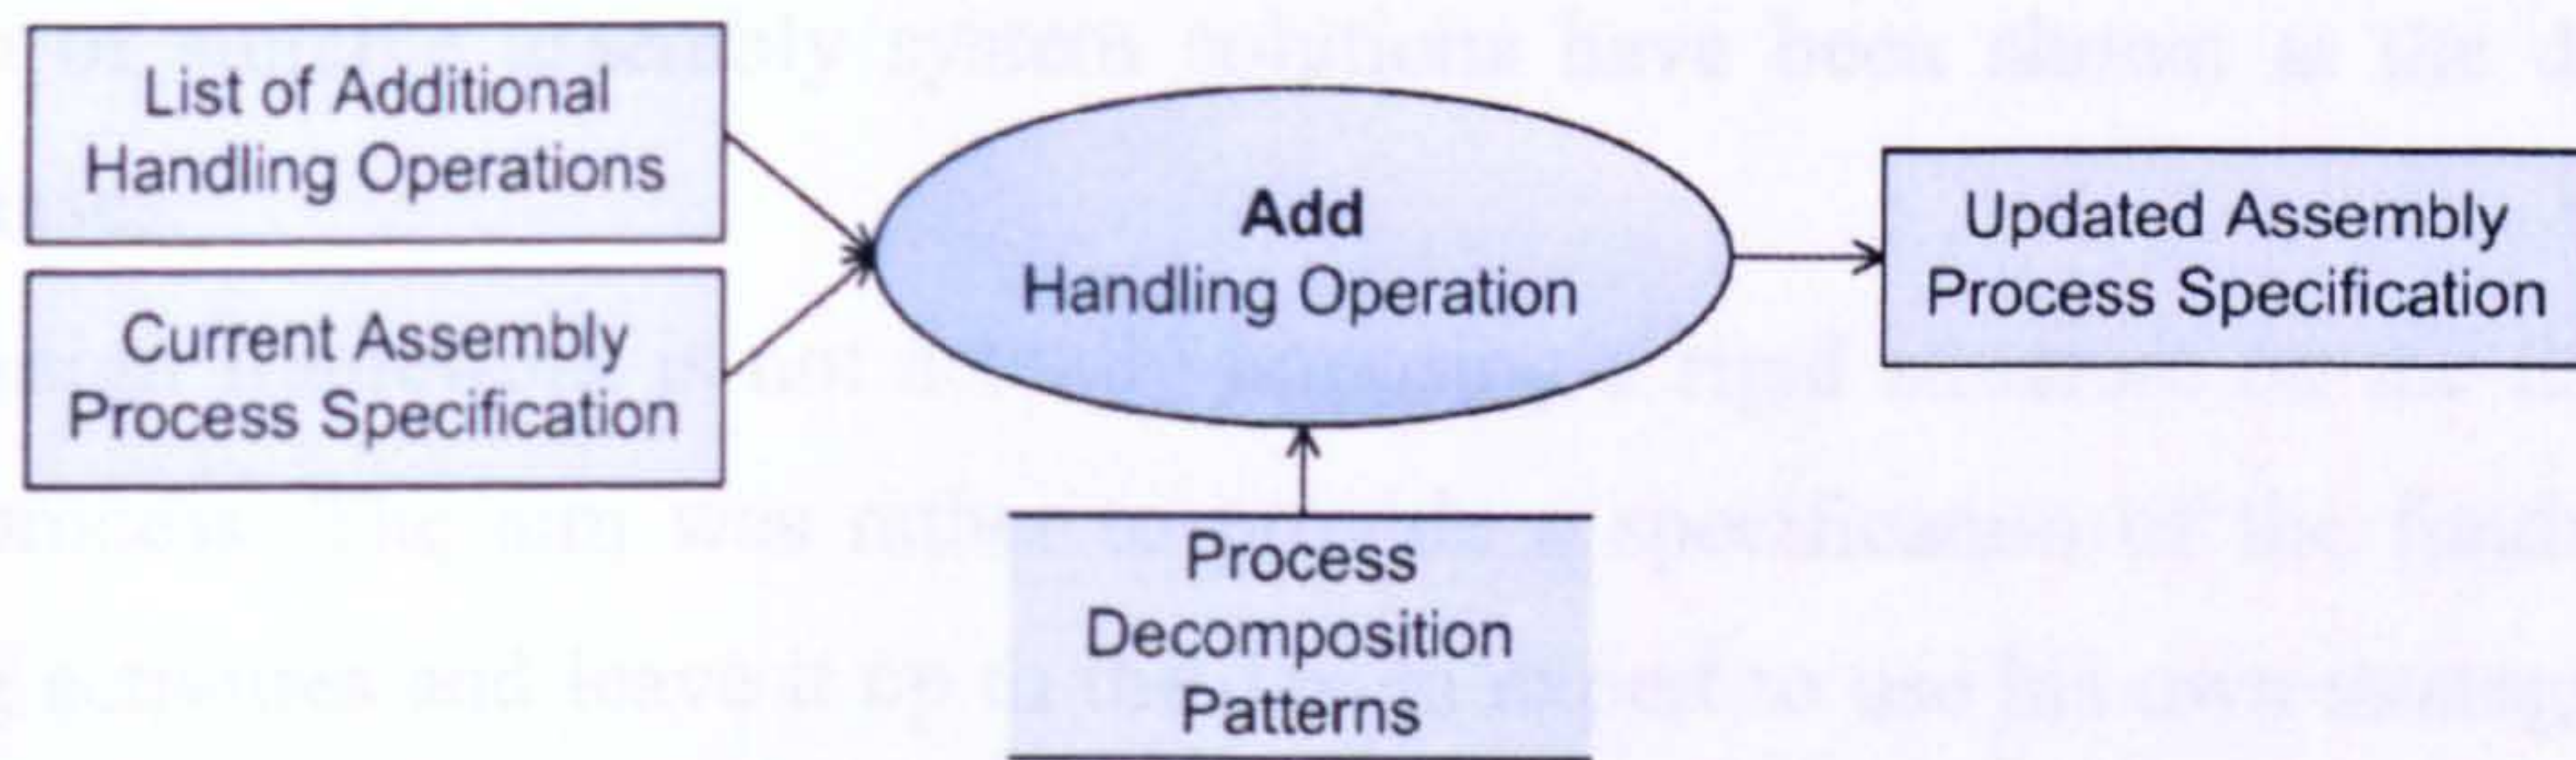 List of Additional
Handling Operations
Current Assembly
Process Specification
Add
Handling Operation
Updated Assembly
Process Specification
Process
Decomposition
Patterns